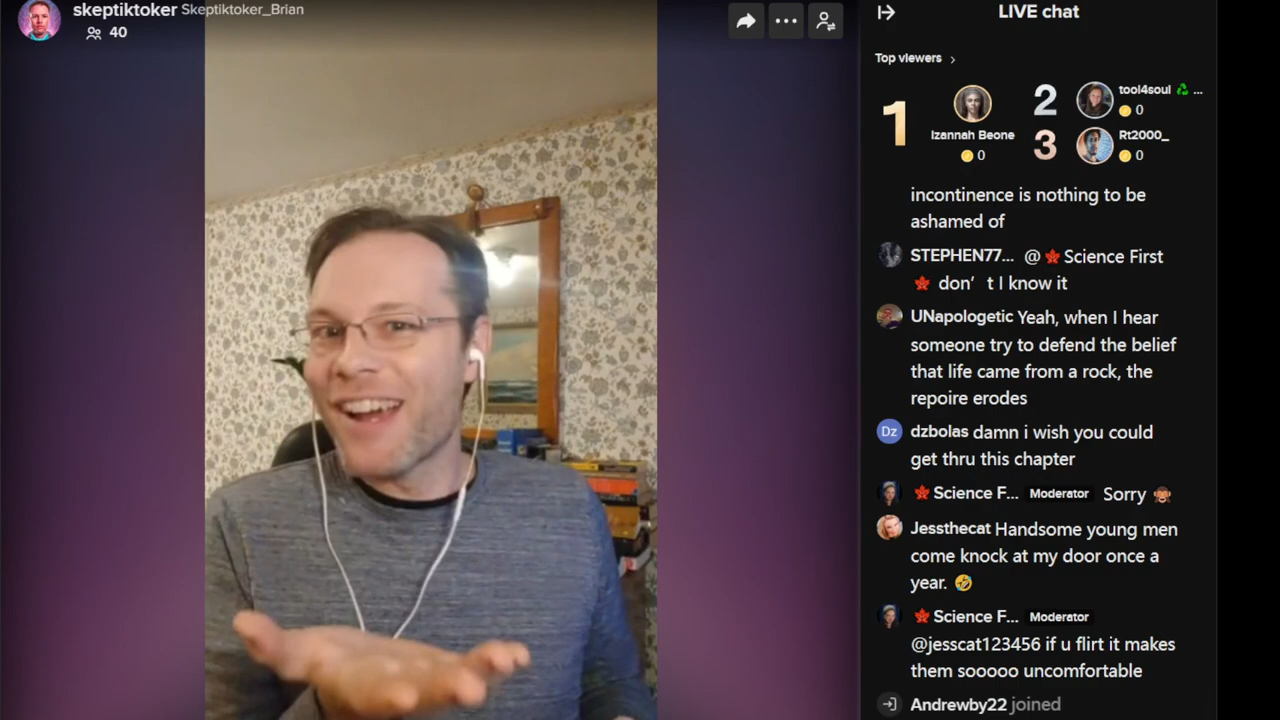 skeptiktoker Skeptiktoker_Brian
40
LIVE chat
Top viewers
1
Izannah Beone
0
2
tool4soul ♻ ...
0
3
Rt2000_
0
incontinence is nothing to be
ashamed of
STEPHEN77... @🍁Science First
🍁 don’t I know it
UNapologetic Yeah, when I hear
someone try to defend the belief
that life came from a rock, the
repoire erodes
Dz dzbolas damn i wish you could
get thru this chapter
🍁Science F... Moderator Sorry 🙊
Jessthecat Handsome young men
come knock at my door once a
year. 🤣
🍁Science F... Moderator
@jesscat123456 if u flirt it makes
them sooooo uncomfortable
Andrewby22 joined